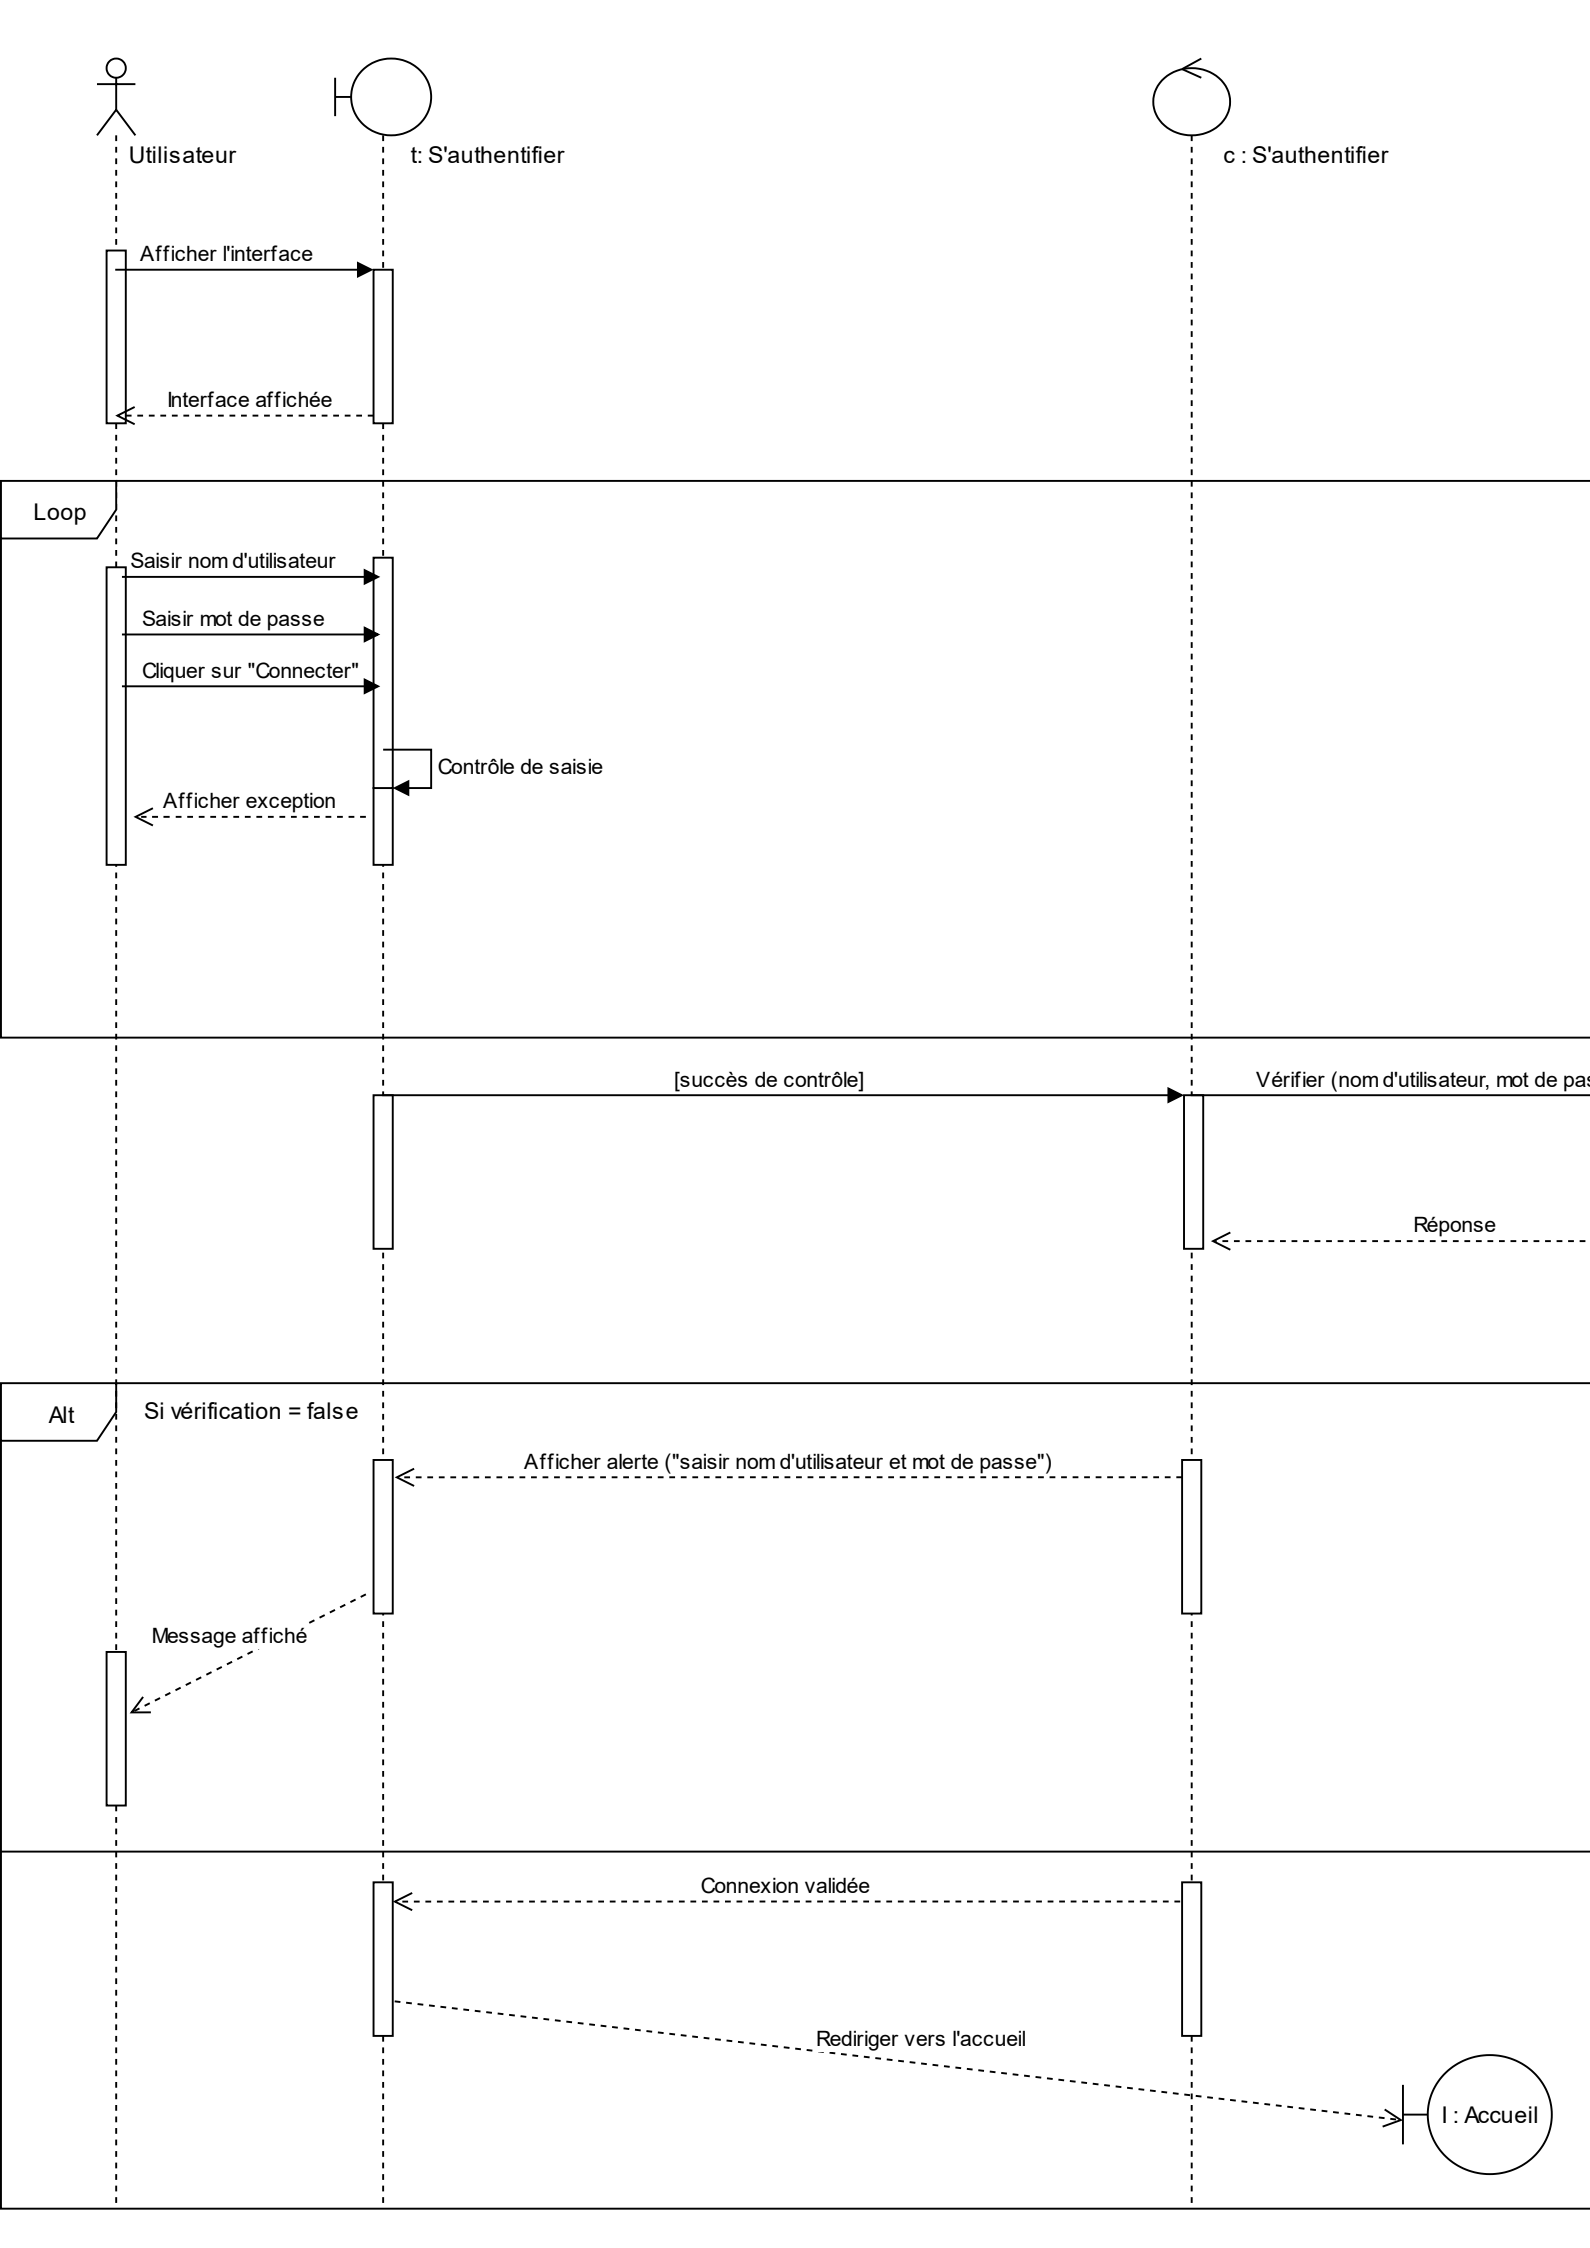 Utilisateur
t: S'authentifier
c : S'authentifier
Afficher l'interface
Interface affichée
Loop
Saisir nom d'utilisateur
Saisir mot de passe
Cliquer sur "Connecter"
Contrôle de saisie
Afficher exception
[succès de contrôle]
Vérifier (nom d'utilisateur, mot de
Réponse
Alt
Si vérification = false
Afficher alerte ("saisir nom d'utilisateur et mot de passe")
Message affiché
Connexion validée
Rediriger vers l'accueil
I : Accueil